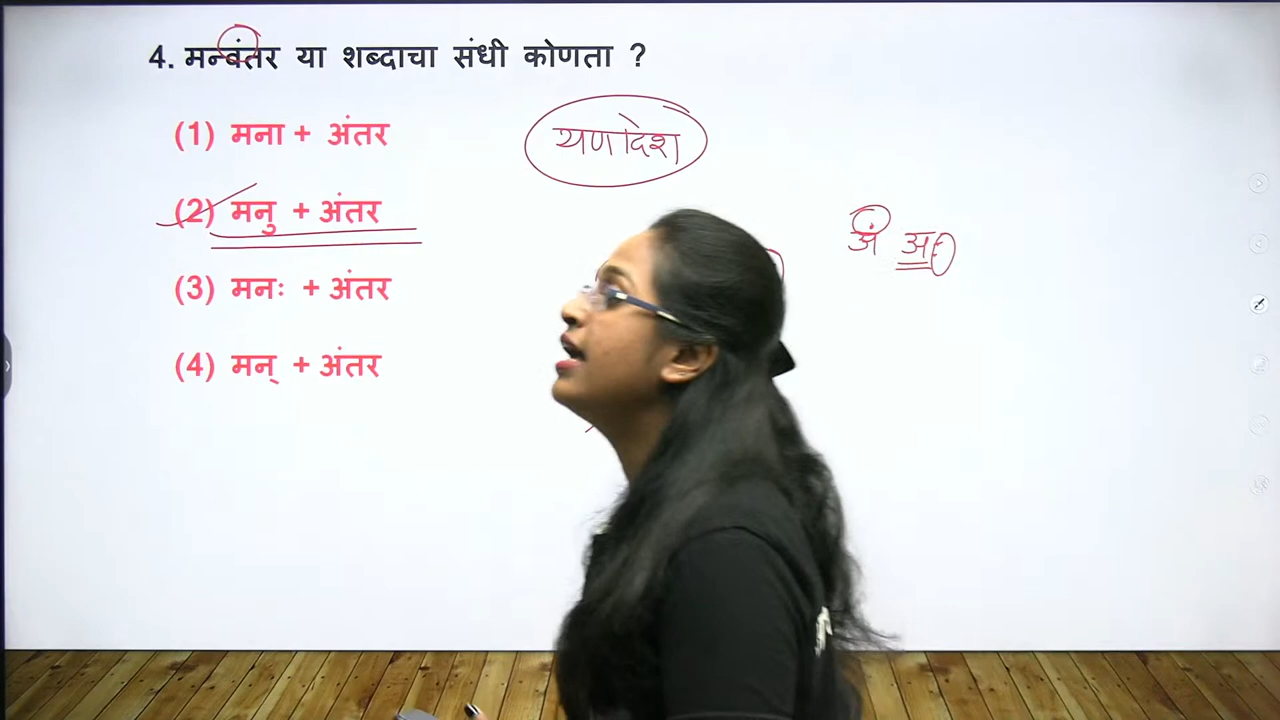 4. मन्वंतर या शब्दाचा संधी कोणता ?
(1) मना + अंतर
यणादेश
(2) मनु + अंतर
अं अः
(3) मनः + अंतर
(4) मन् + अंतर